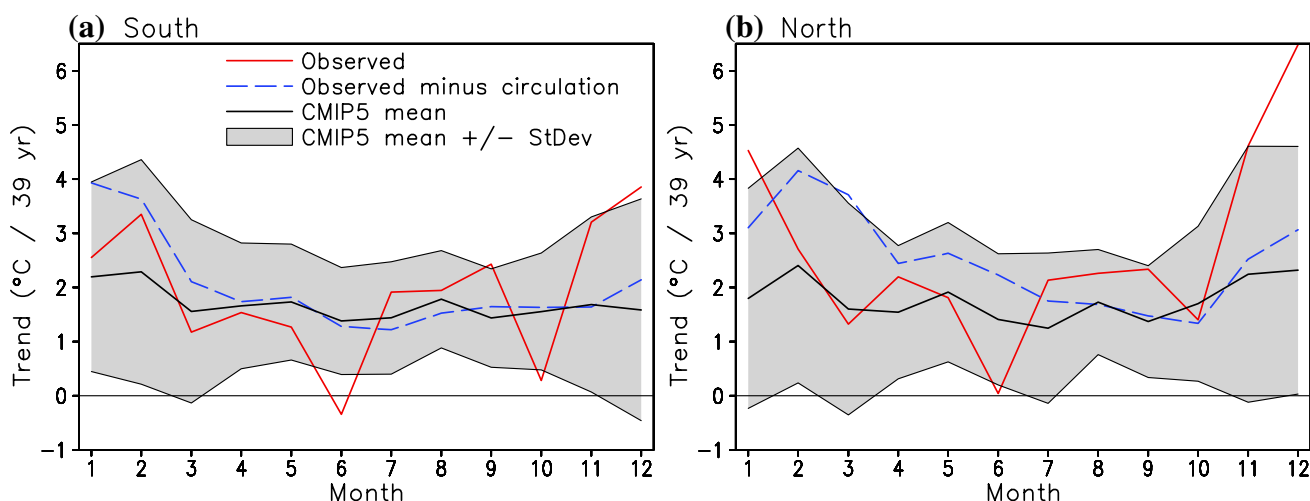 (a) South
Observed
Observed minus circulation
CMIP5 mean
CMIP5 mean +/− StDev
Trend (°C / 39 yr)
6
5
4
3
2
1
0
−1
1 2 3 4 5 6 7 8 9 10 11 12
Month
(b) North
Trend (°C / 39 yr)
6
5
4
3
2
1
0
−1
1 2 3 4 5 6 7 8 9 10 11 12
Month